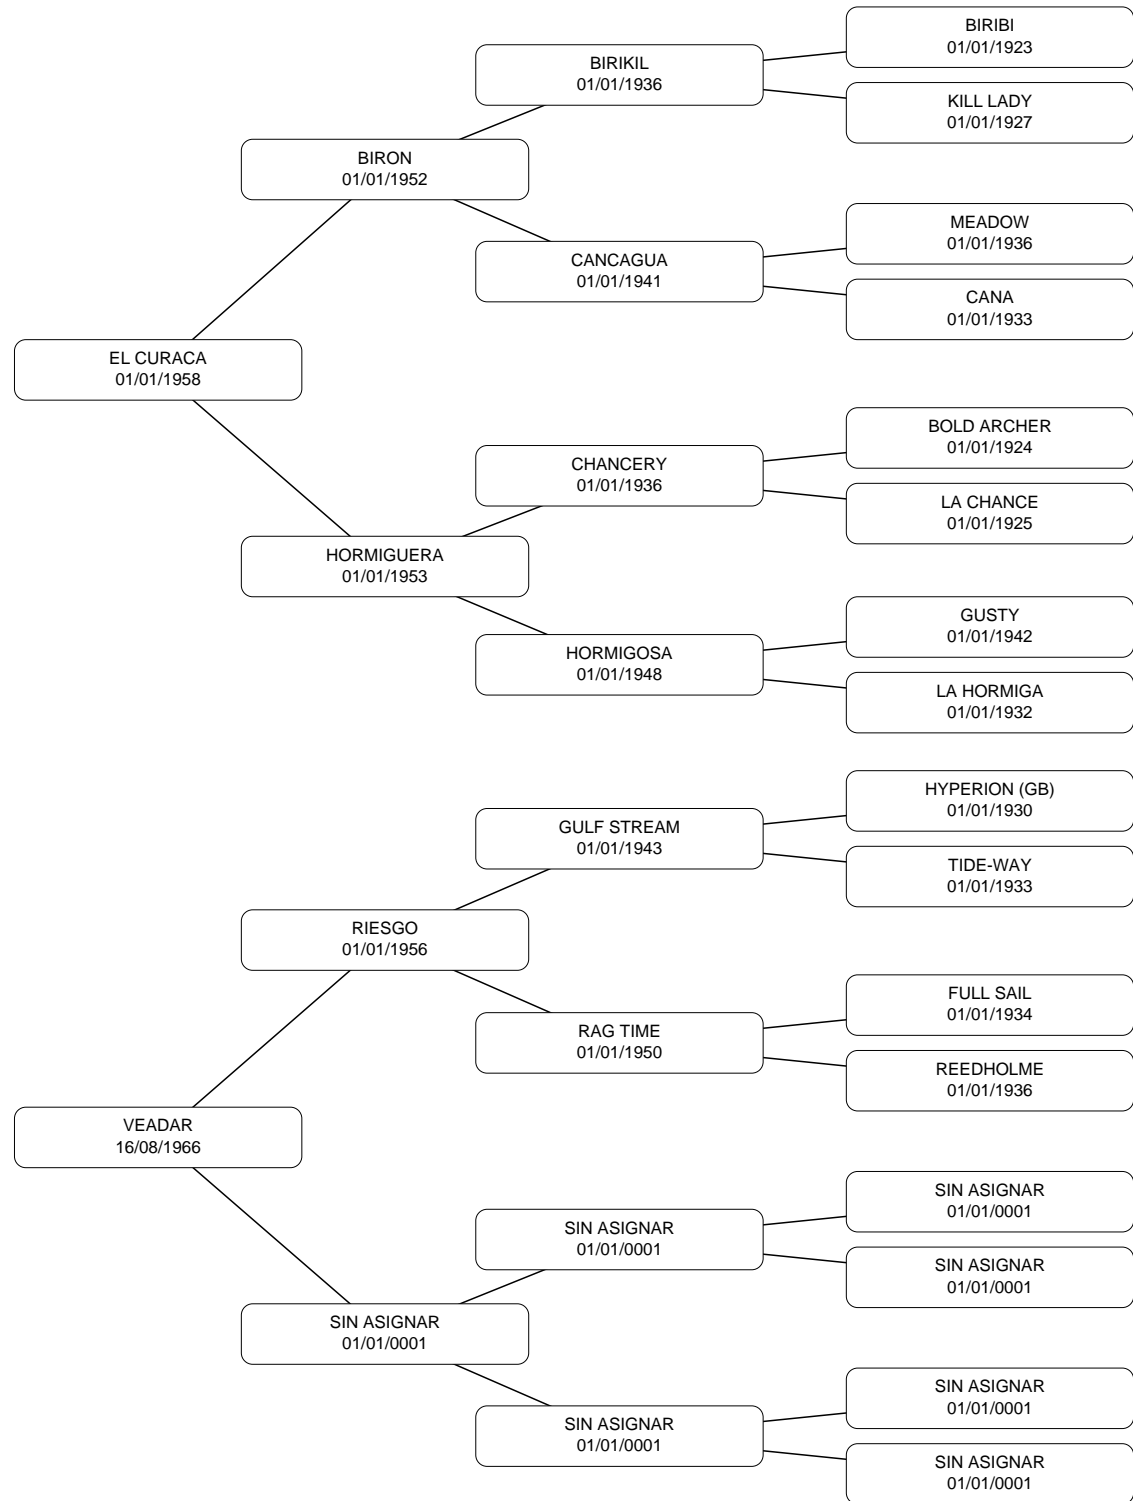 BIRIBI
01/01/1923
BIRIKIL
01/01/1936
KILL LADY
01/01/1927
BIRON
01/01/1952
MEADOW
01/01/1936
CANCAGUA
01/01/1941
CANA
01/01/1933
EL CURACA
01/01/1958
BOLD ARCHER
01/01/1924
CHANCERY
01/01/1936
LA CHANCE
01/01/1925
HORMIGUERA
01/01/1953
GUSTY
01/01/1942
HORMIGOSA
01/01/1948
LA HORMIGA
01/01/1932
HYPERION (GB)
01/01/1930
GULF STREAM
01/01/1943
TIDE-WAY
01/01/1933
RIESGO
01/01/1956
FULL SAIL
01/01/1934
RAG TIME
01/01/1950
REEDHOLME
01/01/1936
VEADAR
16/08/1966
SIN ASIGNAR
01/01/0001
SIN ASIGNAR
01/01/0001
SIN ASIGNAR
01/01/0001
SIN ASIGNAR
01/01/0001
SIN ASIGNAR
01/01/0001
SIN ASIGNAR
01/01/0001
SIN ASIGNAR
01/01/0001